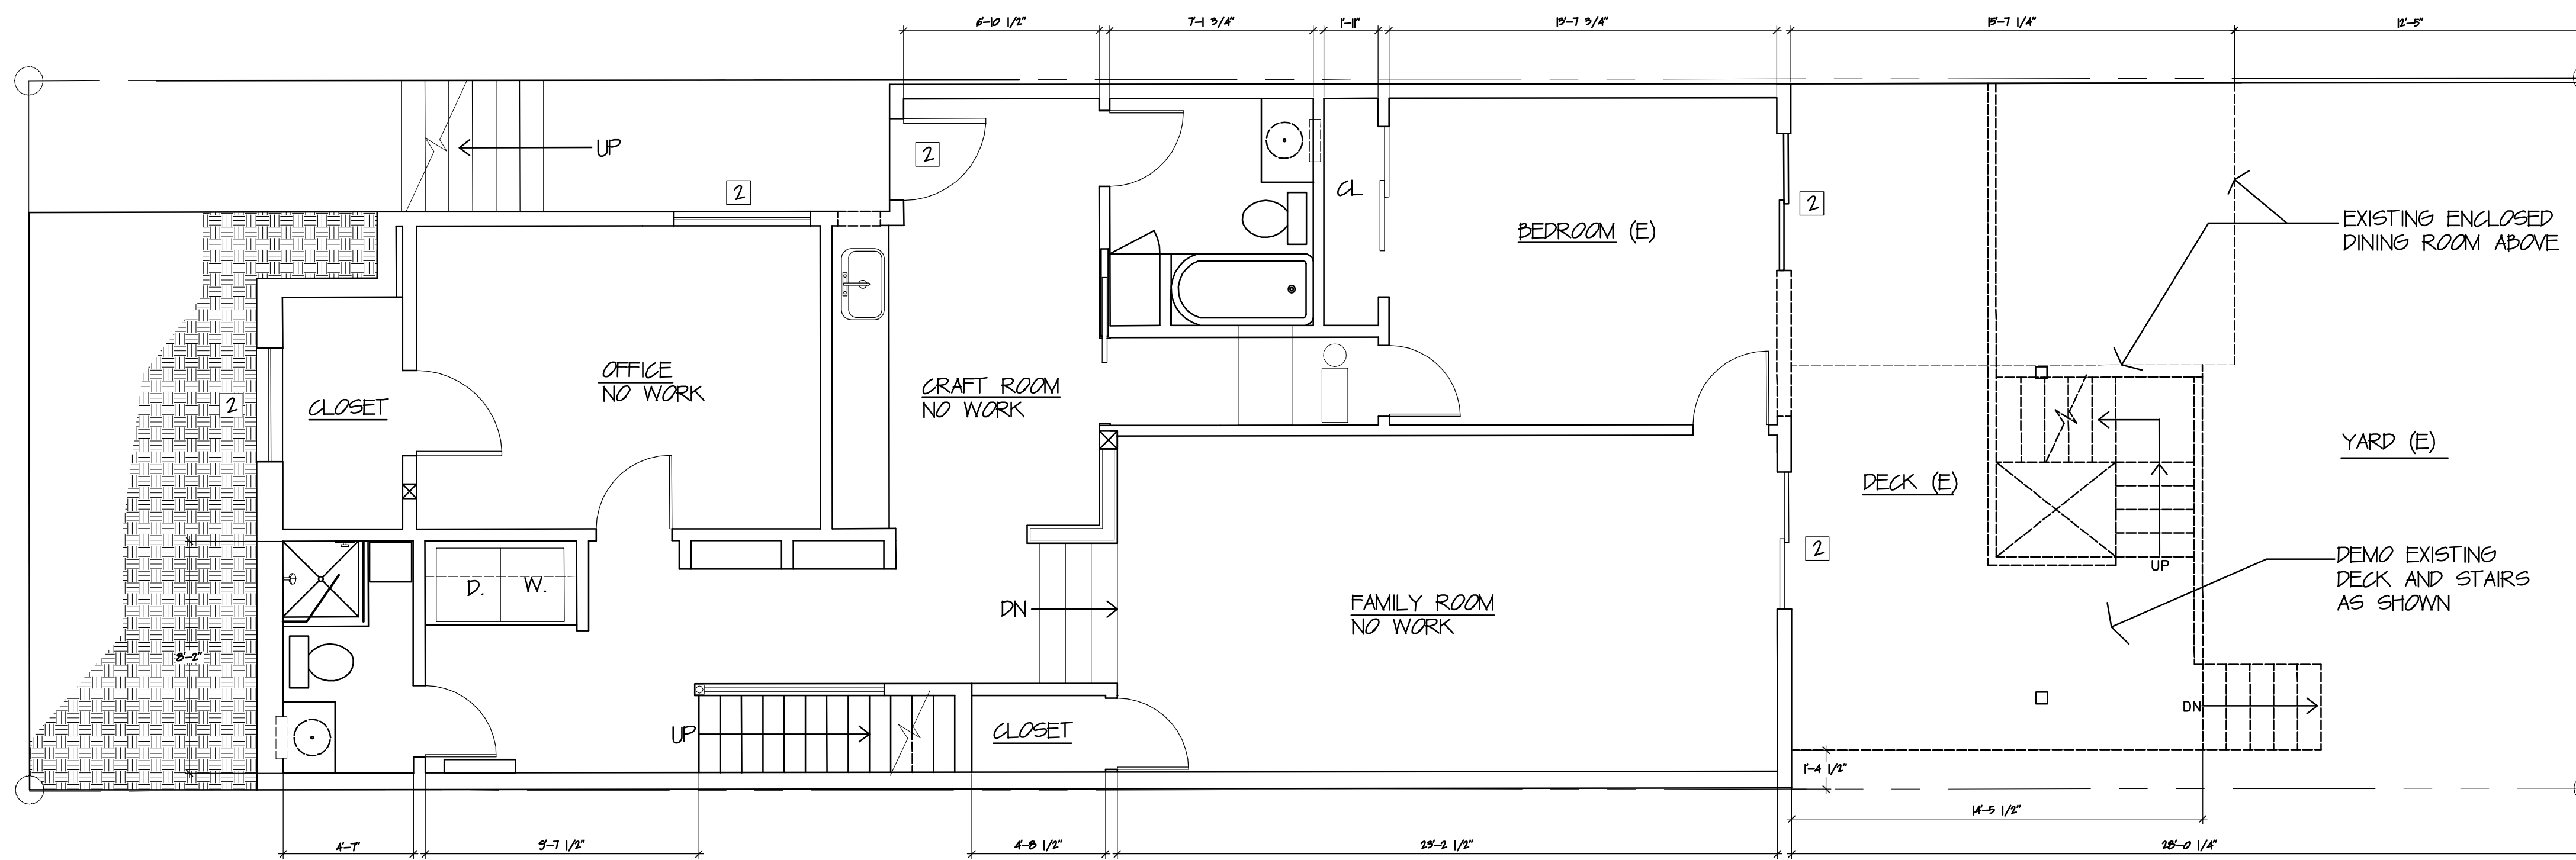 6'-10 1/2"
7'-1 3/4"
1'-11"
13'-7 3/4"
15'-7 1/4"
12'-5"
UP
2
2
CL
2
BEDROOM (E)
EXISTING ENCLOSED
DINING ROOM ABOVE
OFFICE
NO WORK
CRAFT ROOM
NO WORK
2
CLOSET
YARD (E)
DECK (E)
2
UP
DEMO EXISTING
DECK AND STAIRS
AS SHOWN
D.
W.
DN
FAMILY ROOM
NO WORK
8'-2"
UP
CLOSET
DN
1'-4 1/2"
14'-5 1/2"
4'-7"
9'-7 1/2"
4'-8 1/2"
23'-2 1/2"
28'-0 1/4"